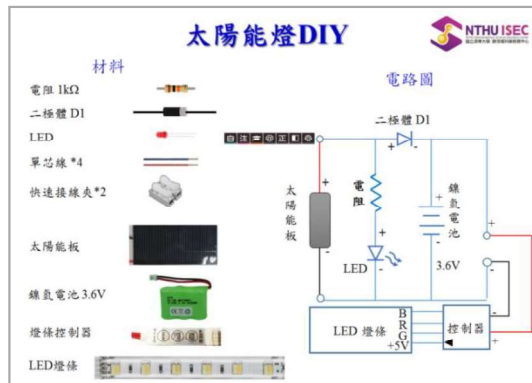 太陽能燈DIY
NTHU ISEC
材料
電阻 1kΩ
二極體 D1
LED
單芯線 *4
快速接線夾*2
太陽能板
鎳氫電池 3.6V
燈條控制器
LED燈條
電路圖
二極體 D1
+ -
太陽能板
+
-
電阻
+
-
LED
鎳氫電池
+
-
3.6V
+
-
-
+
LED 燈條
B
R
G
+5V
控制器